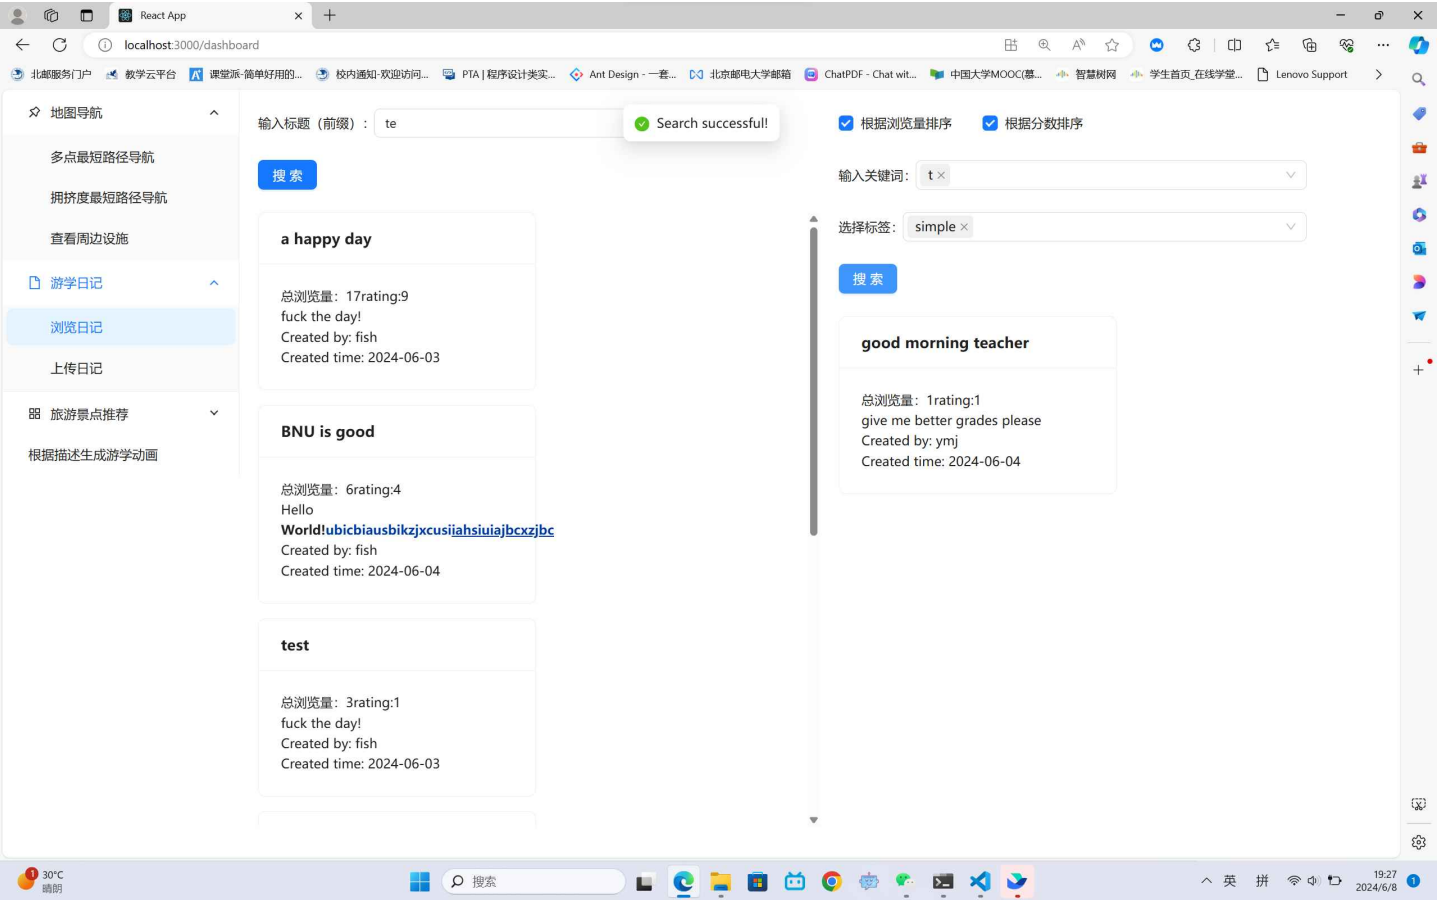 React App
localhost:3000/dashboard
北邮服务门户
教学云平台
课堂派-简单好用的...
校内通知-欢迎访问...
PTA | 程序设计类实...
Ant Design - 一套...
北京邮电大学邮箱
ChatPDF - Chat wit...
中国大学MOOC(慕...
智慧树网
学生首页_在线学堂...
Lenovo Support
地图导航
多点最短路径导航
拥挤度最短路径导航
查看周边设施
游学日记
浏览日记
上传日记
旅游景点推荐
根据描述生成游学动画
输入标题（前缀）: te
Search successful!
搜 索
a happy day
总浏览量：17rating:9
fuck the day!
Created by: fish
Created time: 2024-06-03
BNU is good
总浏览量：6rating:4
Hello
World!ubicbiausbikzjxcusiiahsiuiajbcxzjbc
Created by: fish
Created time: 2024-06-04
test
总浏览量：3rating:1
fuck the day!
Created by: fish
Created time: 2024-06-03
根据浏览量排序
根据分数排序
输入关键词: t
选择标签: simple
搜 索
good morning teacher
总浏览量：1rating:1
give me better grades please
Created by: ymj
Created time: 2024-06-04
1
30°C
晴朗
搜索
英
拼
19:27
2024/6/8
1